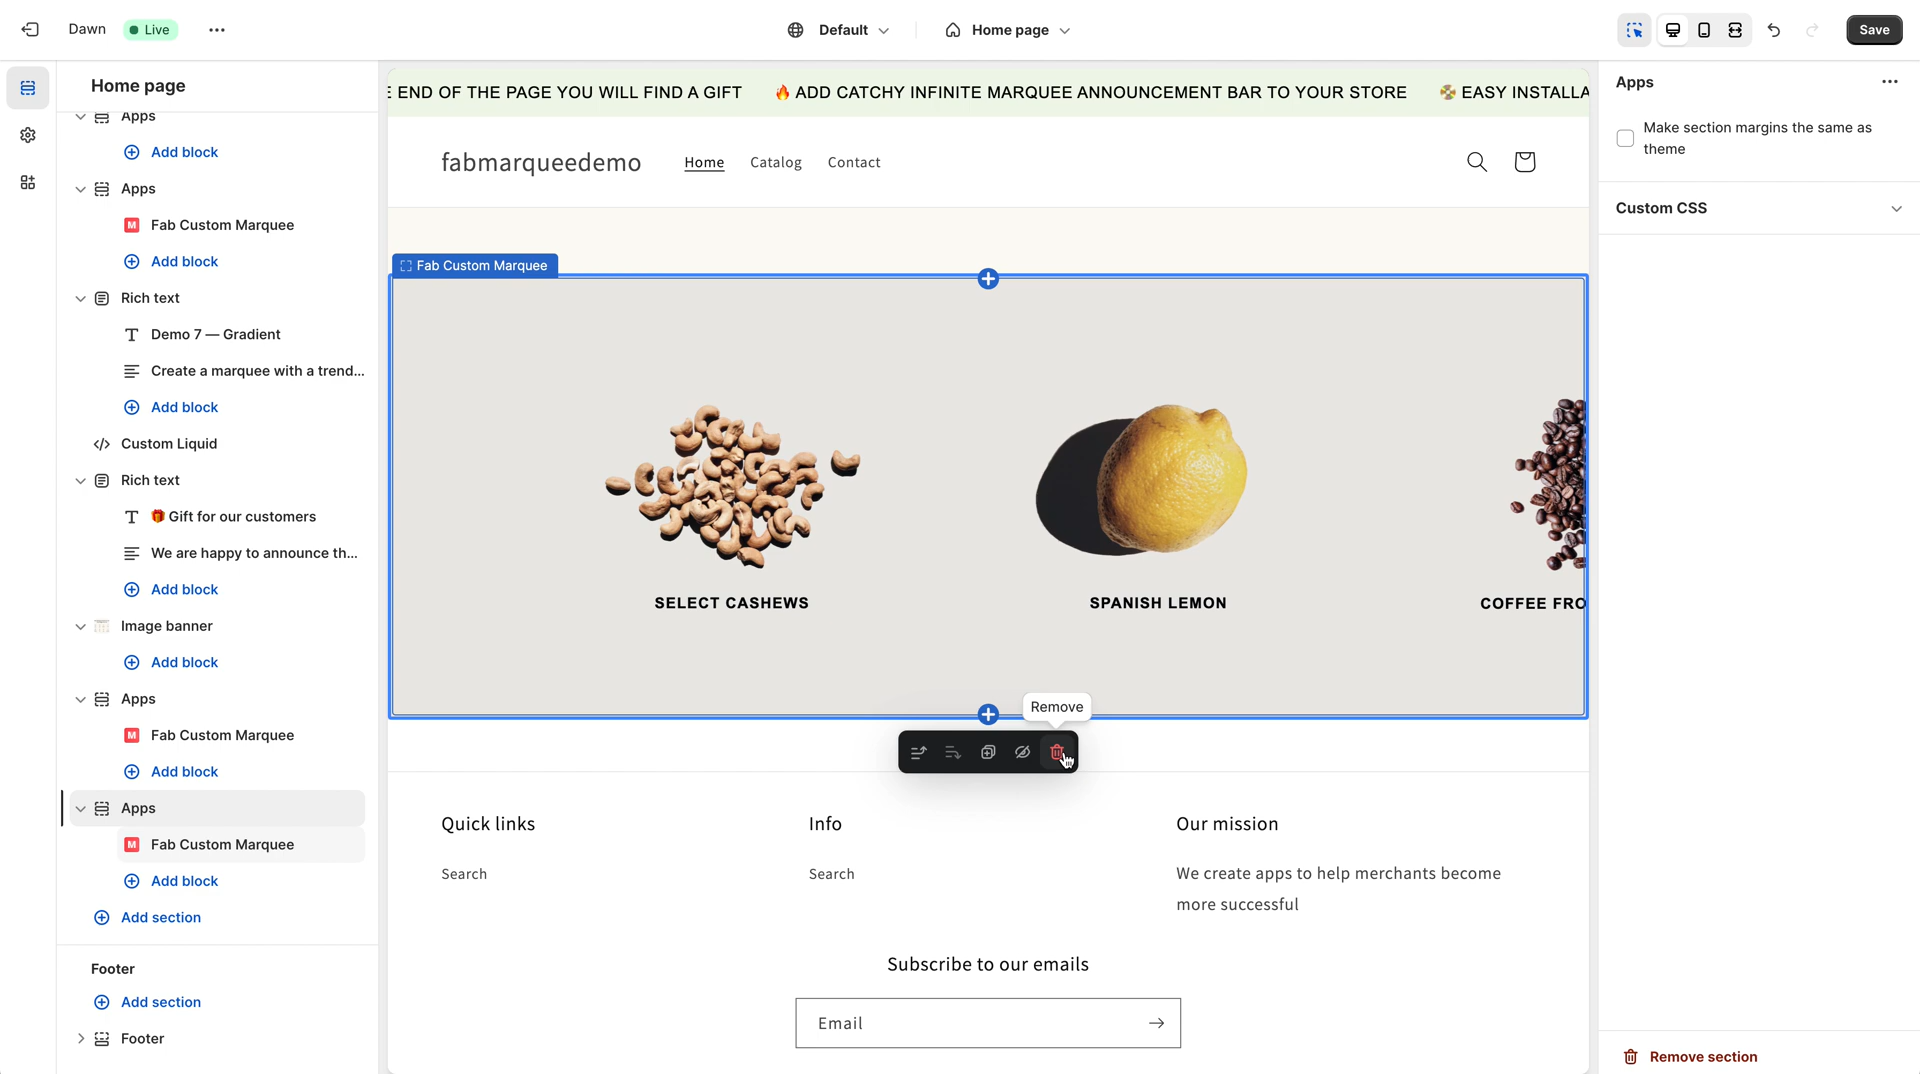 Dawn
Live
Default
Home page
Save
Home page
Apps
Add block
Apps
Fab Custom Marquee
Add block
Rich text
Demo 7 — Gradient
Create a marquee with a trend...
Add block
Custom Liquid
Rich text
🎁 Gift for our customers
We are happy to announce th...
Add block
Image banner
Add block
Apps
Fab Custom Marquee
Add block
Apps
Fab Custom Marquee
Add block
Add section
Footer
Add section
Footer
END OF THE PAGE YOU WILL FIND A GIFT 🔥 ADD CATCHY INFINITE MARQUEE ANNOUNCEMENT BAR TO YOUR STORE EASY INSTALLA
fabmarqueedemo
Home
Catalog
Contact
Fab Custom Marquee
SELECT CASHEWS
SPANISH LEMON
COFFEE FRO
Remove
Quick links
Search
Info
Search
Our mission
We create apps to help merchants become
more successful
Subscribe to our emails
Email
Apps
Make section margins the same as
theme
Custom CSS
Remove section